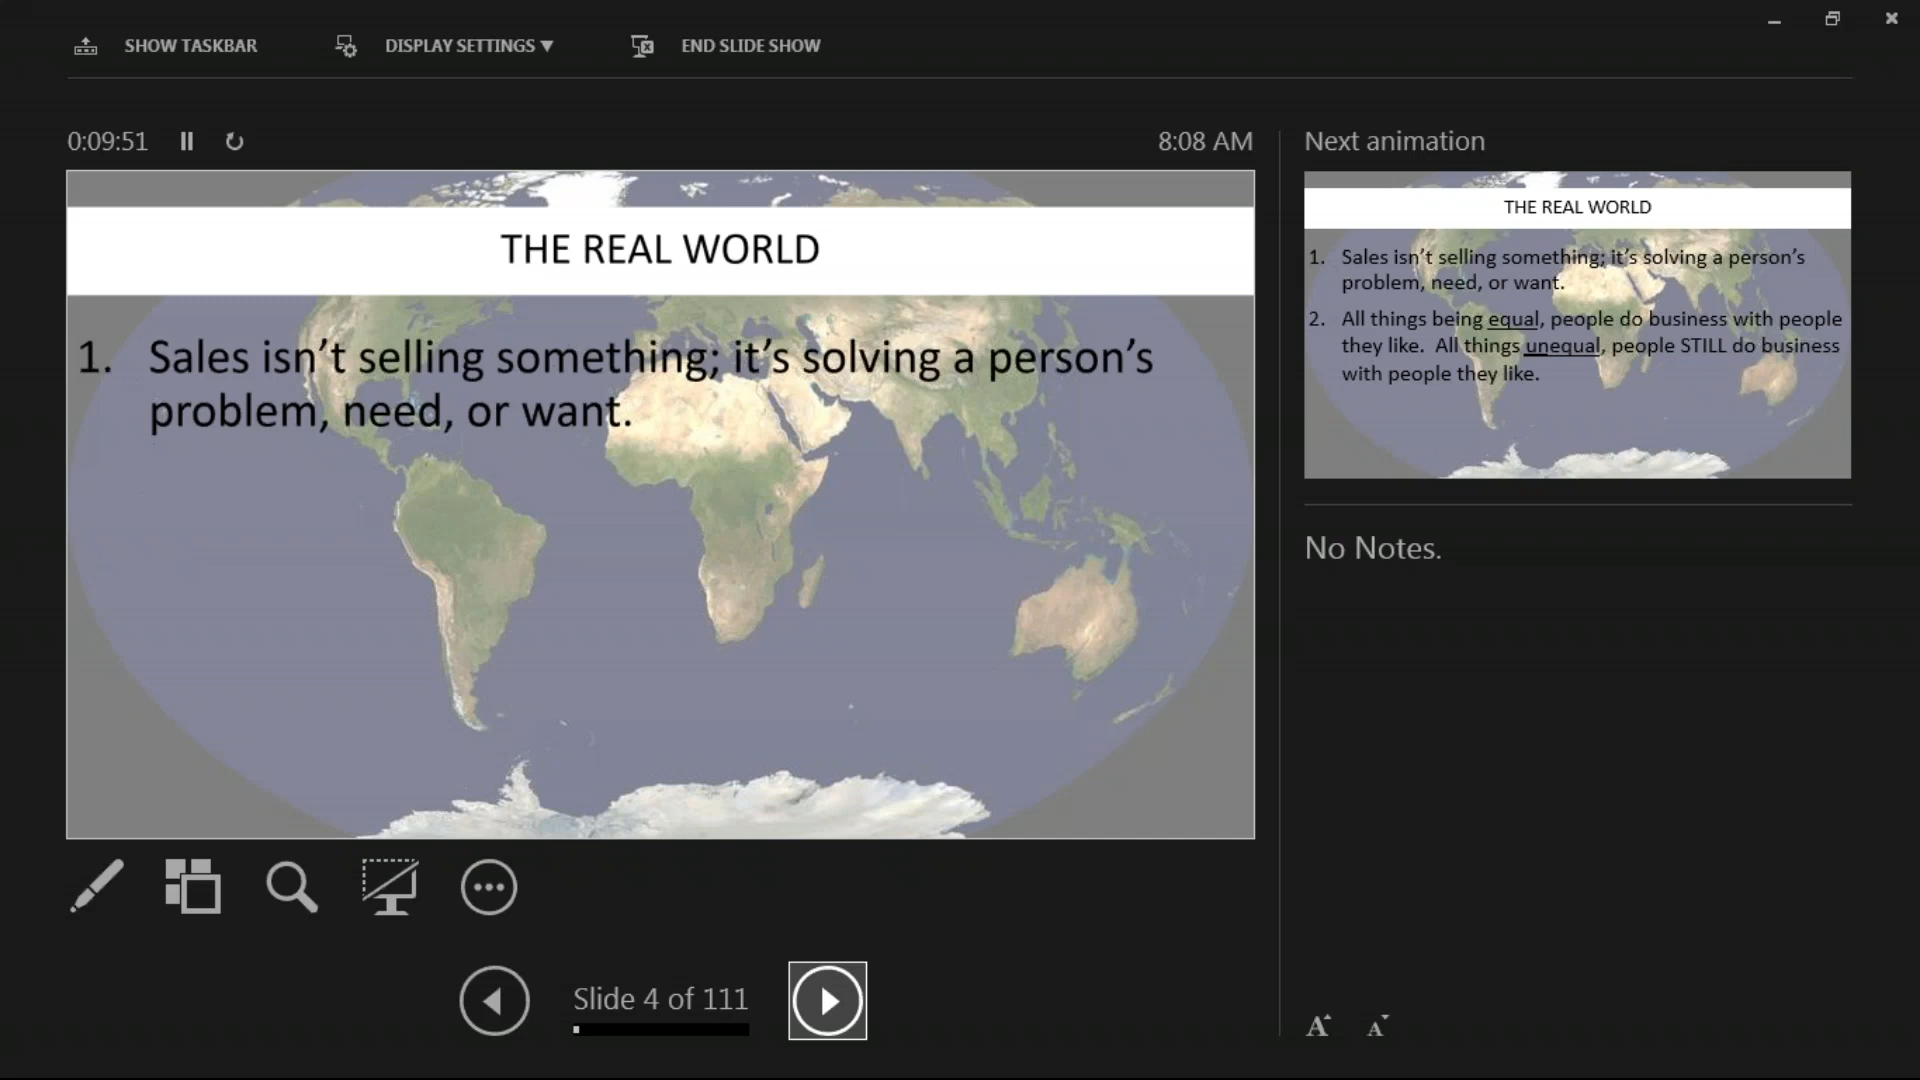 SHOW TASKBAR
DISPLAY SETTINGS ▼
END SLIDE SHOW
0:09:51
8:08 AM
THE REAL WORLD
1. Sales isn’t selling something; it’s solving a person’s
problem, need, or want.
Slide 4 of 111
Next animation
THE REAL WORLD
1. Sales isn’t selling something; it’s solving a person’s
problem, need, or want.
2. All things being equal, people do business with people
they like. All things unequal, people STILL do business
with people they like.
No Notes.
A A